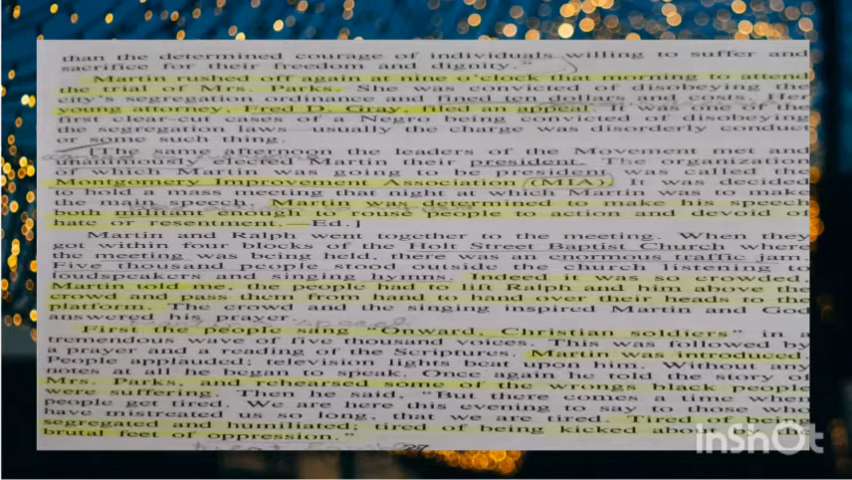 than the determined courage of individuals willing to suffer and
sacrifice for their freedom and dignity."
Martin rushed off again at nine o'clock that morning to attend
the trial of Mrs. Parks. She was convicted of disobeying the
city's segregation ordinance and fined ten dollars and costs. Her
young attorney, Fred D. Gray, filed an appeal. It was one of the
first clear-cut cases of a Negro being convicted of disobeying
the segregation laws—usually the charge was disorderly conduct
or some such thing.
[The same afternoon the leaders of the Movement met and
unanimously elected Martin their president. The organization
of which Martin was going to be president was called the
Montgomery Improvement Association (MIA). It was decided
to hold a mass meeting that night at which Martin was to make
the main speech. Martin was determined to make his speech
both militant enough to rouse people to action and devoid of
hate or resentment.—Ed.]
Martin and Ralph went together to the meeting. When they
got within four blocks of the Holt Street Baptist Church where
the meeting was being held, there was an enormous traffic jam.
Five thousand people stood outside the church listening to
loudspeakers and singing hymns. Indeed it was so crowded,
Martin told me, the people had to lift Ralph and him above the
crowd and pass them from hand to hand over their heads to the
platform. The crowd and the singing inspired Martin and God
answered his prayer.
First the people sang "Onward, Christian soldiers" in a
tremendous wave of five thousand voices. This was followed by
a prayer and a reading of the Scriptures. Martin was introduced.
People applauded; television lights beat upon him. Without any
notes at all he began to speak. Once again he told the story of
Mrs. Parks, and rehearsed some of the wrongs black people
were suffering. Then he said, "But there comes a time when
people get tired. We are here this evening to say to those who
have mistreated us so long, that we are tired. Tired of being
segregated and humiliated; tired of being kicked about by the
brutal feet of oppression."
InShOt